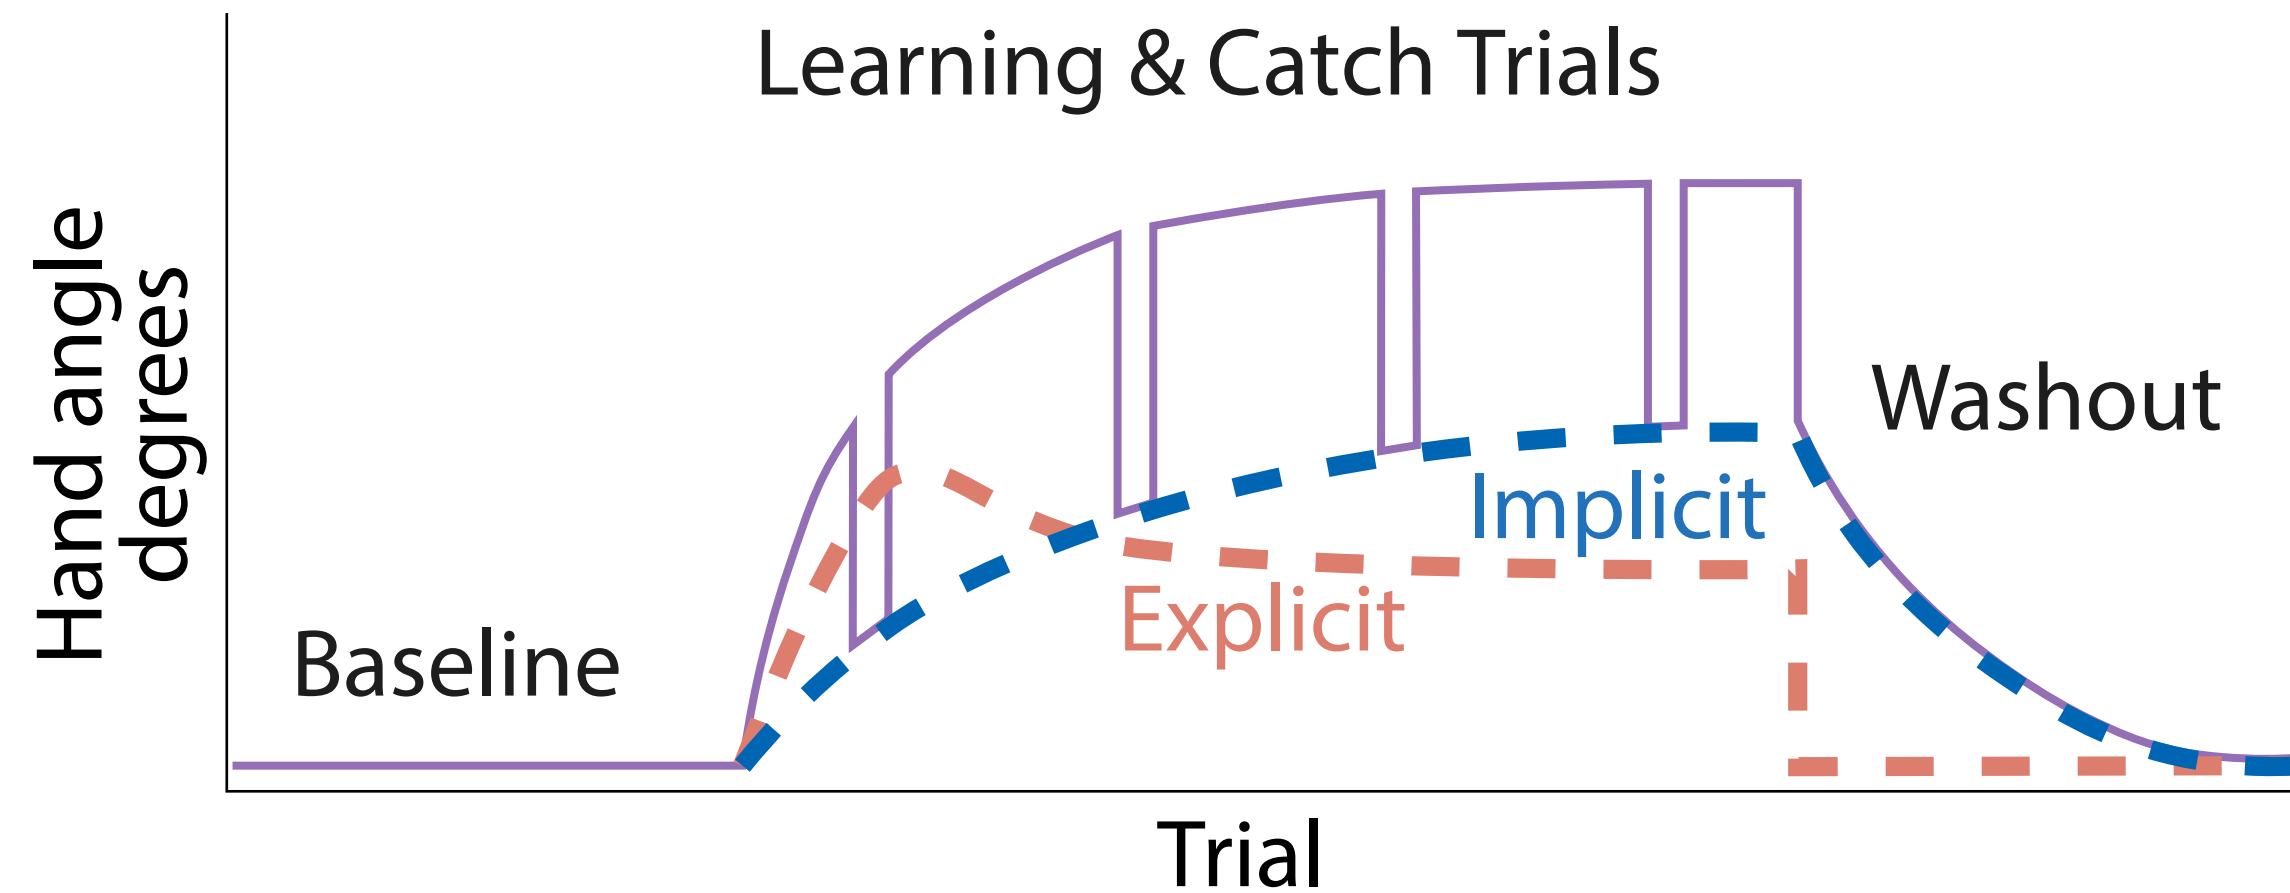 Learning & Catch Trials
Hand angle
degrees
Washout
Implicit
Explicit
Baseline
Trial